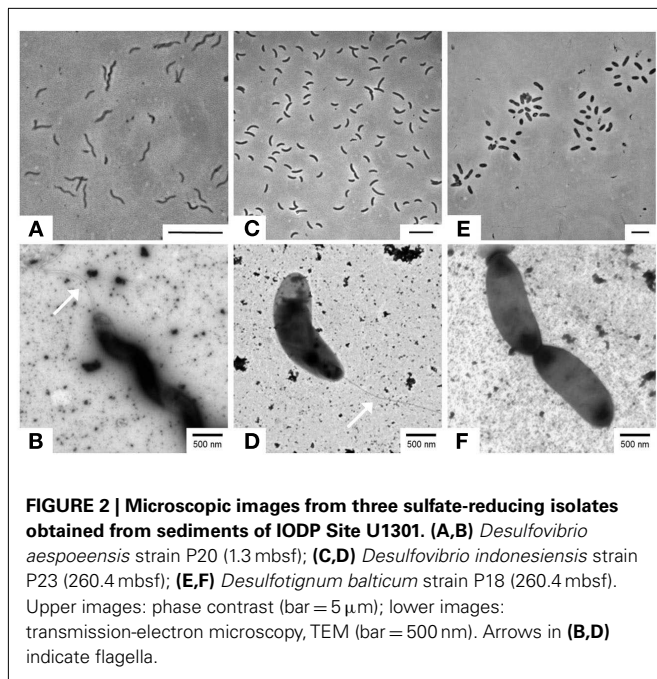 A C E
B 500 nm D 500 nm F 500 nm
FIGURE 2 | Microscopic images from three sulfate-reducing isolates
obtained from sediments of IODP Site U1301. (A,B) Desulfovibrio
aespoeensis strain P20 (1.3 mbsf); (C,D) Desulfovibrio indonesiensis strain
P23 (260.4 mbsf); (E,F) Desulfotignum balticum strain P18 (260.4 mbsf).
Upper images: phase contrast (bar = 5 μm); lower images:
transmission-electron microscopy, TEM (bar = 500 nm). Arrows in (B,D)
indicate flagella.